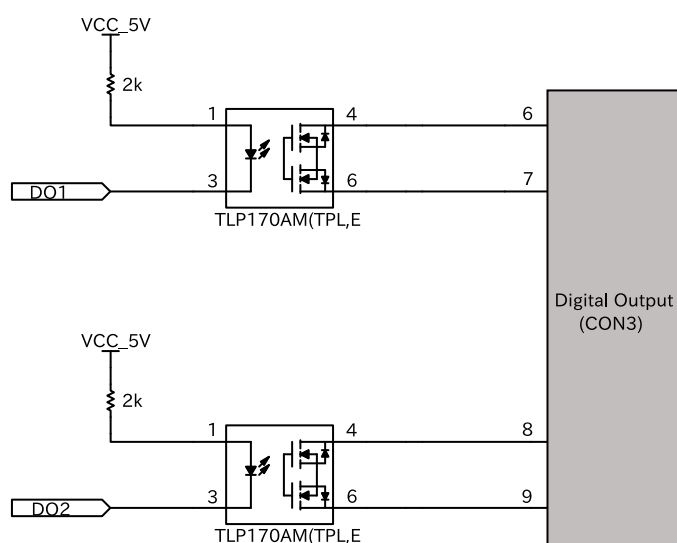 VCC_5V
2k
1
4
6
DO1
3
6
7
TLP170AM(TPL,E
Digital Output
(CON3)
VCC_5V
2k
1
4
8
DO2
3
6
9
TLP170AM(TPL,E